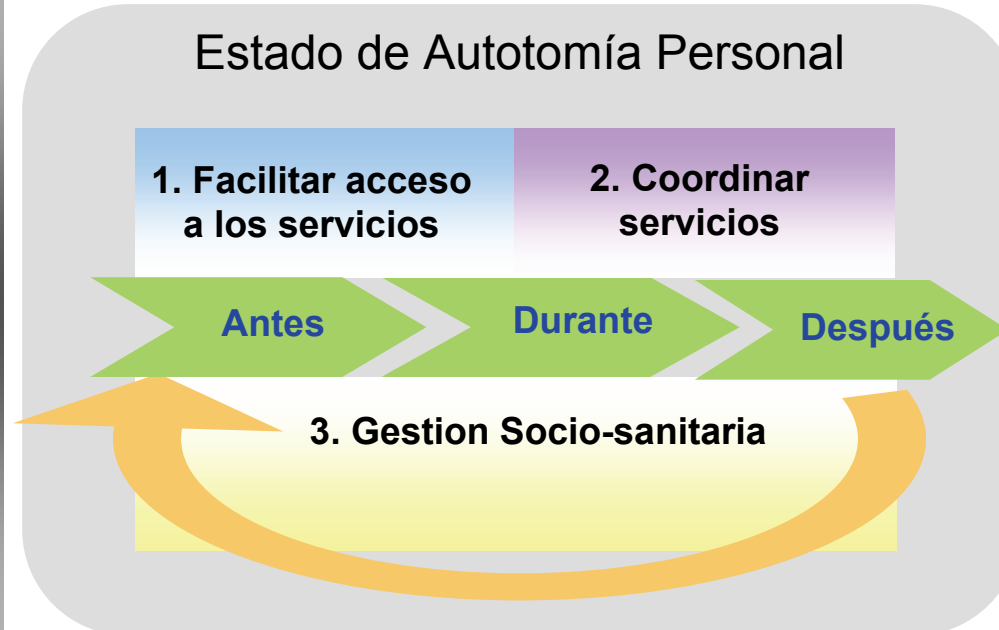 Estado de Autotomía Personal
1. Facilitar acceso
a los servicios
2. Coordinar
servicios
Antes
Durante
Después
3. Gestion Socio-sanitaria